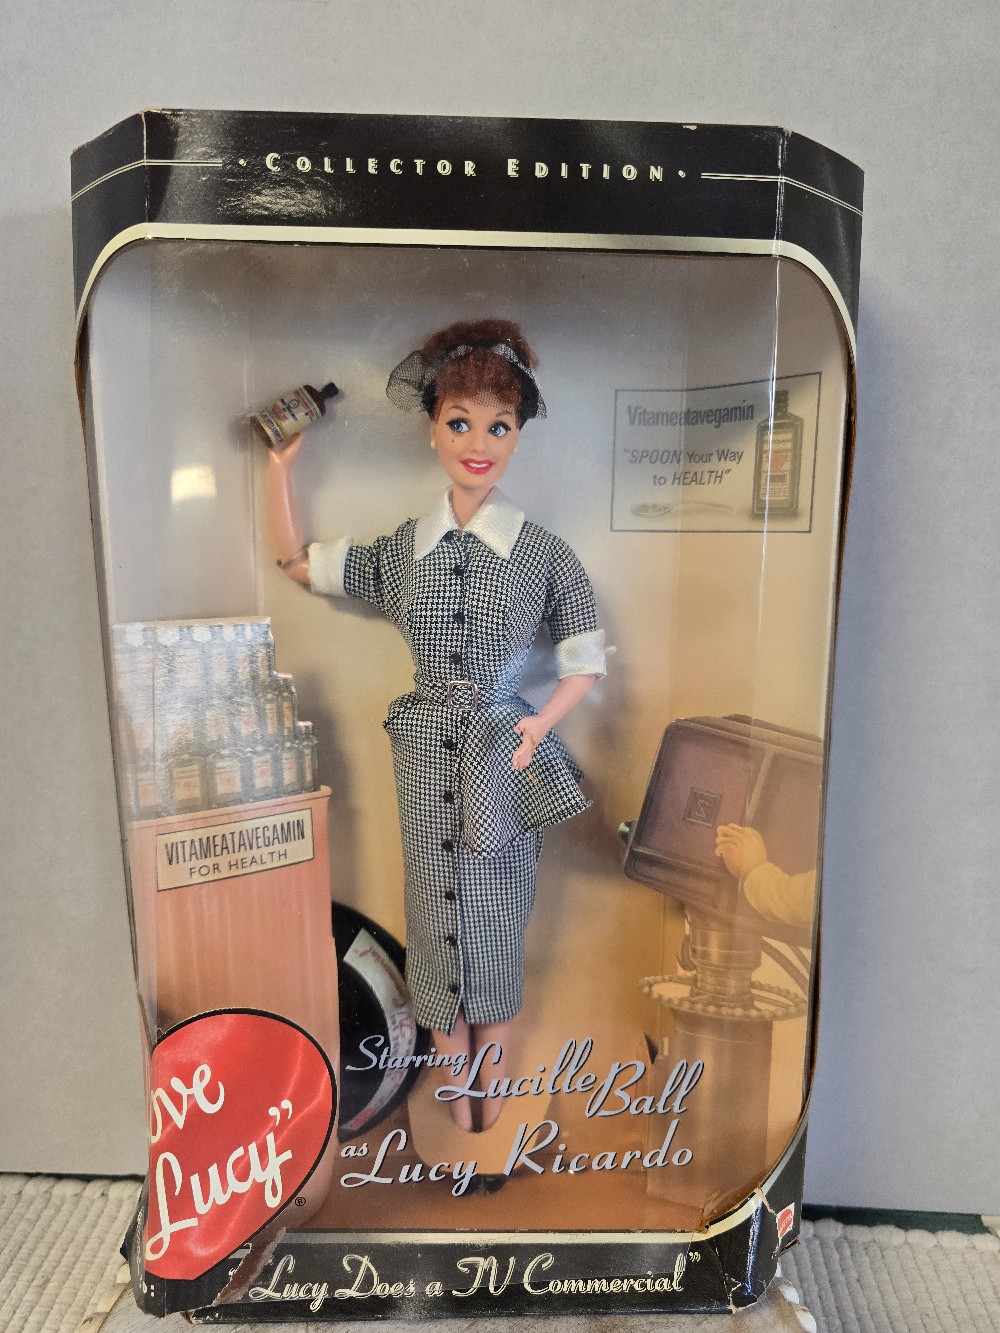 • COLLECTOR EDITION •
Vitameatavegamin
"SPOON Your Way
to HEALTH"
VITAMEATAVEGAMIN
FOR HEALTH
ove
Lucy"
®
Starring Lucille Ball
as Lucy Ricardo
"Lucy Does a TV Commercial"